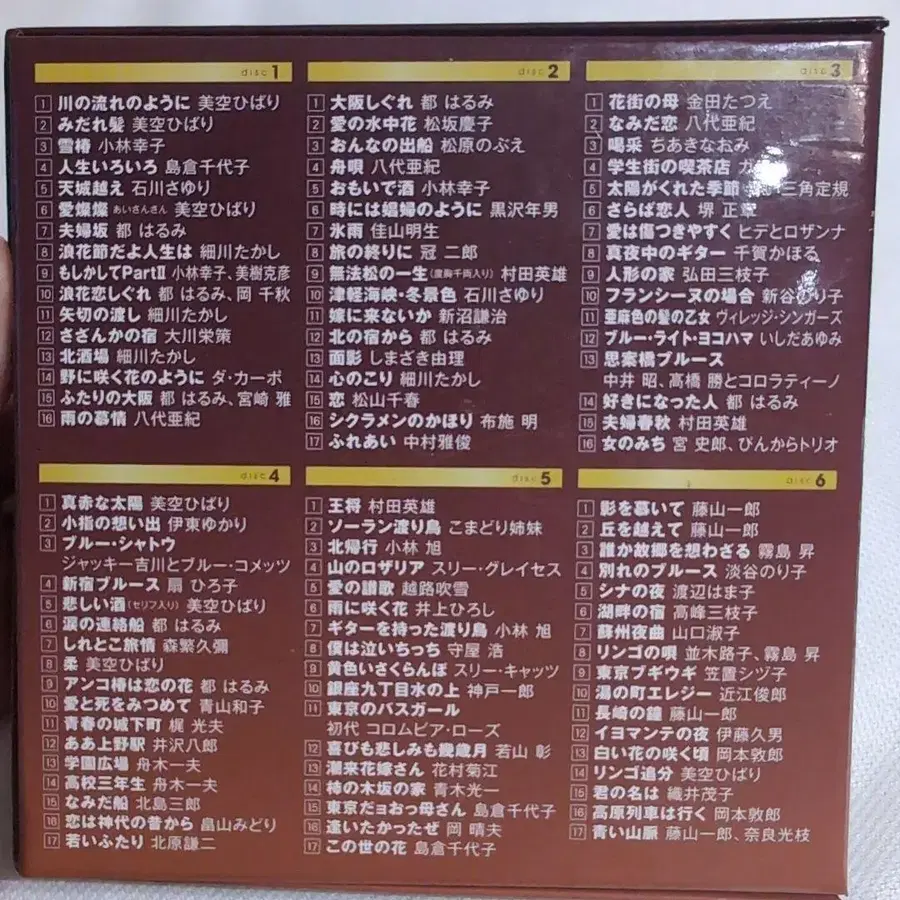 disc 1
1 川の流れのように 美空ひばり
2 みだれ髪 美空ひばり
3 雪椿 小林幸子
4 人生いろいろ 島倉千代子
5 天城越え 石川さゆり
6 愛燦燦 あいさんさん 美空ひばり
7 夫婦坂 都 はるみ
8 浪花節だよ人生は 細川たかし
9 もしかしてPartⅡ 小林幸子、美樹克彦
10 浪花恋しぐれ 都 はるみ、岡 千秋
11 矢切の渡し 細川たかし
12 さざんかの宿 大川栄策
13 北酒場 細川たかし
14 野に咲く花のように ダ・カーポ
15 ふたりの大阪 都 はるみ、宮崎 雅
16 雨の慕情 八代亜紀
disc 2
1 大阪しぐれ 都 はるみ
2 愛の水中花 松坂慶子
3 おんなの出船 松原のぶえ
4 舟唄 八代亜紀
5 おもいで酒 小林幸子
6 時には娼婦のように 黒沢年男
7 氷雨 佳山明生
8 旅の終りに 冠 二郎
9 無法松の一生(度胸千両入り) 村田英雄
10 津軽海峡・冬景色 石川さゆり
11 嫁に来ないか 新沼謙治
12 北の宿から 都 はるみ
13 面影 しまざき由理
14 心のこり 細川たかし
15 恋 松山千春
16 シクラメンのかほり 布施 明
17 ふれあい 中村雅俊
disc 3
1 花街の母 金田たつえ
2 なみだ恋 八代亜紀
3 喝采 ちあきなおみ
4 学生街の喫茶店 ガ
5 太陽がくれた季節 三角定規
6 さらば恋人 堺 正章
7 愛は傷つきやすく ヒデとロザンナ
8 真夜中のギター 千賀かほる
9 人形の家 弘田三枝子
10 フランシーヌの場合 新谷のり子
11 亜麻色の髪の乙女 ヴィレッジ・シンガーズ
12 ブルー・ライト・ヨコハマ いしだあゆみ
13 思案橋ブルース
中井 昭、高橋 勝とコロラティーノ
14 好きになった人 都 はるみ
15 夫婦春秋 村田英雄
16 女のみち 宮 史郎、ぴんからトリオ
disc 4
1 真赤な太陽 美空ひばり
2 小指の想い出 伊東ゆかり
3 ブルー・シャトウ
ジャッキー吉川とブルー・コメッツ
4 新宿ブルース 扇 ひろ子
5 悲しい酒(セリフ入り) 美空ひばり
6 涙の連絡船 都 はるみ
7 しれとこ旅情 森繁久彌
8 柔 美空ひばり
9 アンコ椿は恋の花 都 はるみ
10 愛と死をみつめて 青山和子
11 青春の城下町 梶 光夫
12 ああ上野駅 井沢八郎
13 学園広場 舟木一夫
14 高校三年生 舟木一夫
15 なみだ船 北島三郎
16 恋は神代の昔から 畠山みどり
17 若いふたり 北原謙二
disc 5
1 王将 村田英雄
2 ソーラン渡り鳥 こまどり姉妹
3 北帰行 小林 旭
4 山のロザリア スリー・グレイセス
5 愛の讃歌 越路吹雪
6 雨に咲く花 井上ひろし
7 ギターを持った渡り鳥 小林 旭
8 僕は泣いちっち 守屋 浩
9 黄色いさくらんぼ スリー・キャッツ
10 銀座九丁目水の上 神戸一郎
11 東京のバスガール
初代 コロムビア・ローズ
12 喜びも悲しみも幾歳月 若山 彰
13 潮来花嫁さん 花村菊江
14 柿の木坂の家 青木光一
15 東京だョおっ母さん 島倉千代子
16 逢いたかったぜ 岡 晴夫
17 この世の花 島倉千代子
disc 6
1 影を慕いて 藤山一郎
2 丘を越えて 藤山一郎
3 誰か故郷を想わざる 霧島 昇
4 別れのブルース 淡谷のり子
5 シナの夜 渡辺はま子
6 湖畔の宿 高峰三枝子
7 蘇州夜曲 山口淑子
8 リンゴの唄 並木路子、霧島 昇
9 東京ブギウギ 笠置シヅ子
10 湯の町エレジー 近江俊郎
11 長崎の鐘 藤山一郎
12 イヨマンテの夜 伊藤久男
13 白い花の咲く頃 岡本敦郎
14 リンゴ追分 美空ひばり
15 君の名は 織井茂子
16 高原列車は行く 岡本敦郎
17 青い山脈 藤山一郎、奈良光枝